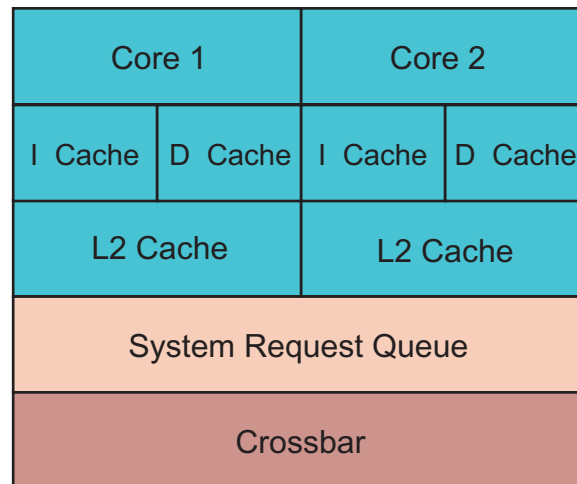 Core 1 Core 2
I Cache D Cache I Cache D Cache
L2 Cache L2 Cache
System Request Queue
Crossbar